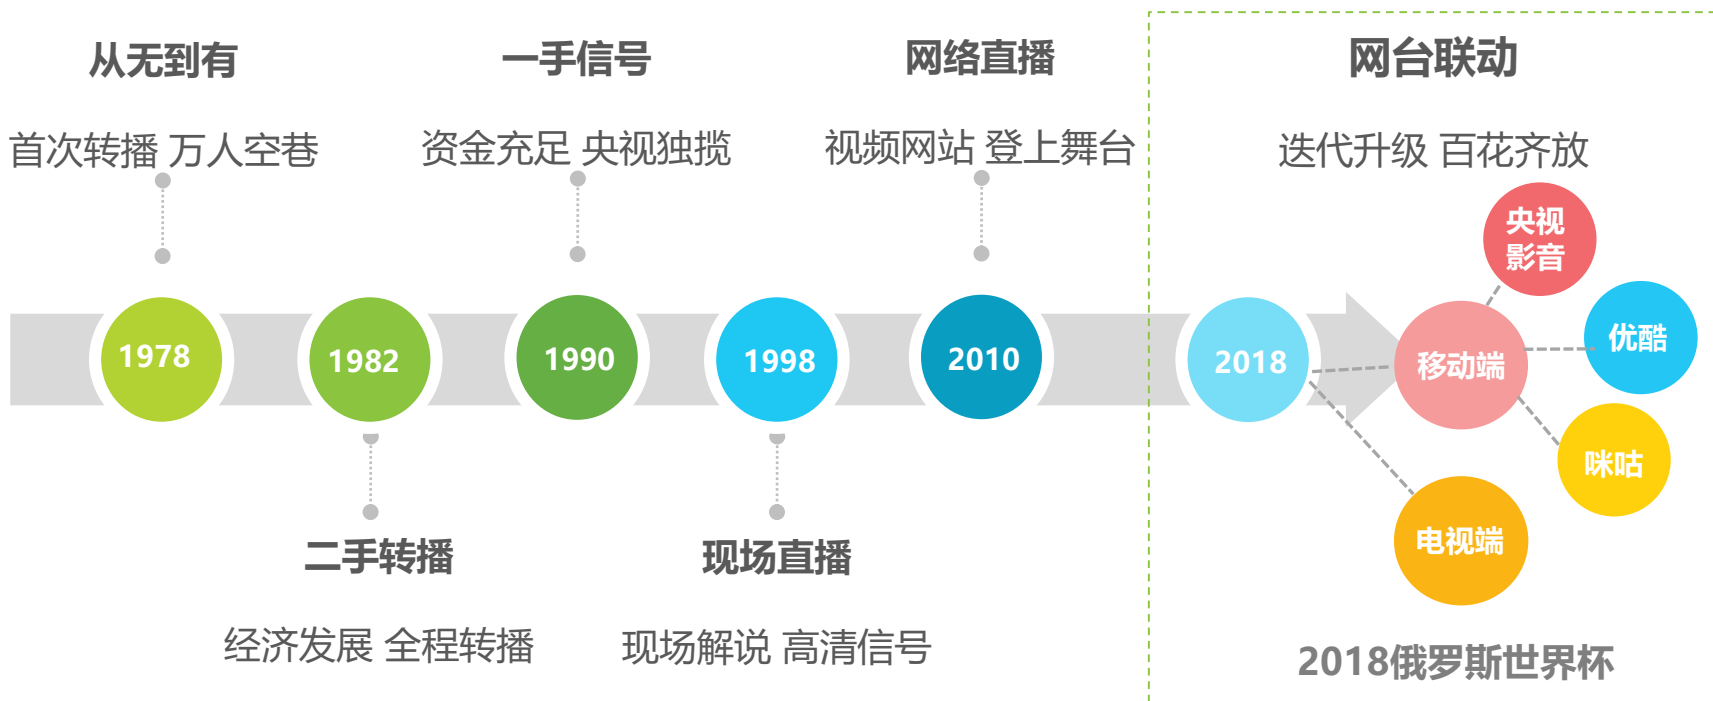 从无到有
首次转播 万人空巷
一手信号
资金充足 央视独揽
网络直播
视频网站 登上舞台
网台联动
迭代升级 百花齐放
1978
1982
1990
1998
2010
2018
移动端
央视
影音
优酷
咪咕
电视端
二手转播
经济发展 全程转播
现场直播
现场解说 高清信号
2018俄罗斯世界杯